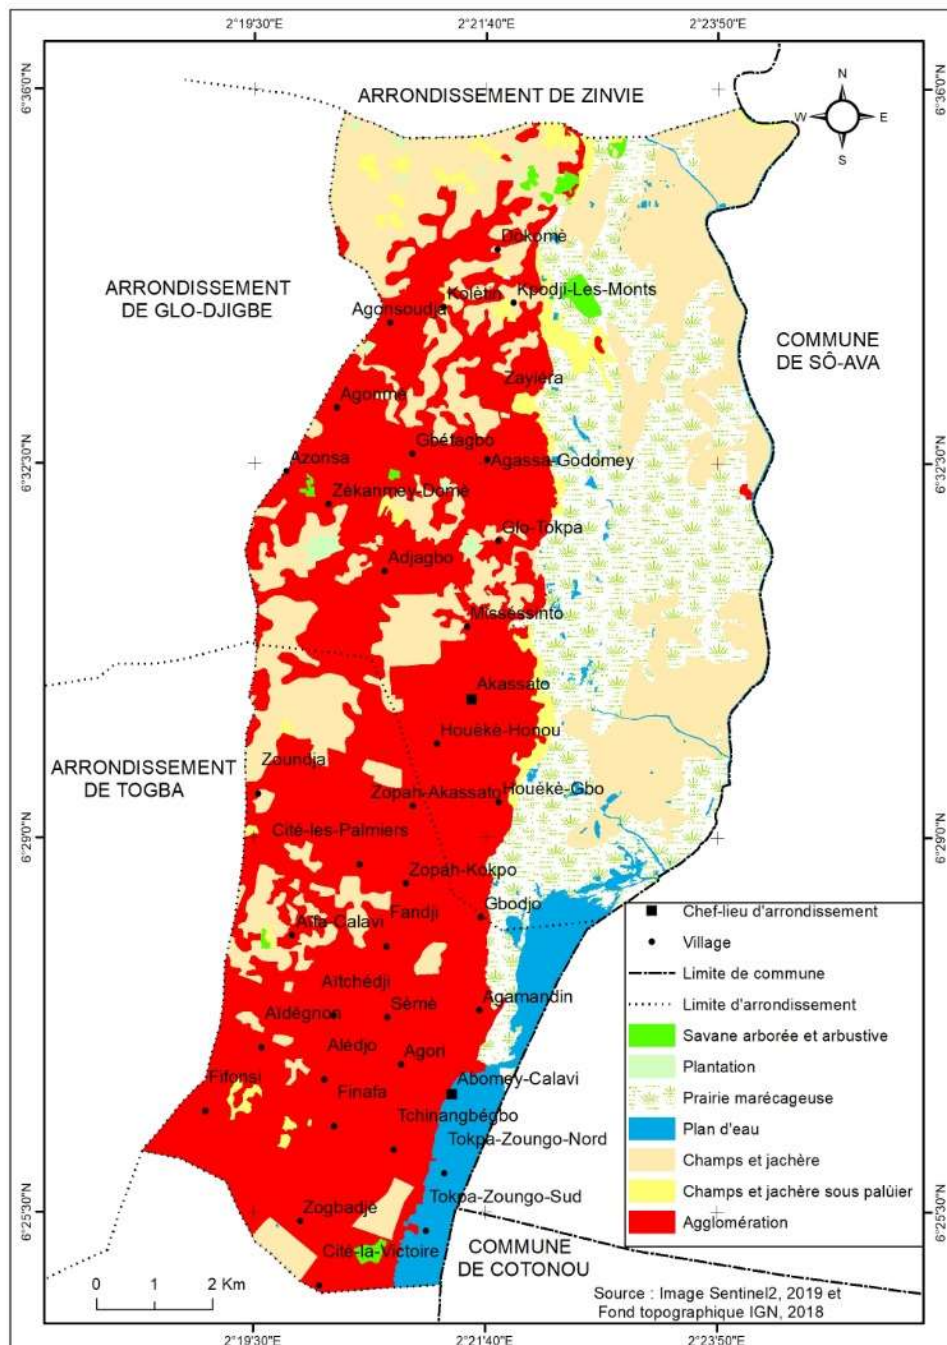 2°19'30"E
2°21'40"E
2°23'50"E
6°36'0"N
6°36'0"N
ARRONDISSEMENT DE ZINVIE
N
W
E
S
Dôkomè
ARRONDISSEMENT
DE GLO-DJIGBE
Kolètin
Kpodji-Les-Monts
Agonsoudja
COMMUNE
DE SÔ-AVA
Zayiéra
Agonmè
Gbétagbo
Azonsa
Agassa-Godomey
6°32'30"N
6°32'30"N
Zékanmey-Domè
Glo-Tokpa
Adjagbo
Missèssinto
Akassato
Houèkè-Honou
ARRONDISSEMENT
DE TOGBA
Zoundja
Zopah-Akassato
Houèkè-Gbo
6°29'0"N
6°29'0"N
Cité-les-Palmiers
Zopah-Kokpo
Fandji
Gbodjo
Aïfa-Calavi
Aïtchédji
Sèmè
Agamandin
Aïdégnon
Alédjo
Agori
Fifonsi
Finafa
Abomey-Calavi
Tchinangbégbo
Tokpa-Zoungo-Nord
Tokpa-Zoungo-Sud
Zogbadjè
Cité-la-Victoire
6°25'30"N
6°25'30"N
COMMUNE
DE COTONOU
Chef-lieu d'arrondissement
Village
Limite de commune
Limite d'arrondissement
Savane arborée et arbustive
Plantation
Prairie marécageuse
Plan d'eau
Champs et jachère
Champs et jachère sous palùier
Agglomération
0 1 2 Km
Source : Image Sentinel2, 2019 et
Fond topographique IGN, 2018
2°19'30"E
2°21'40"E
2°23'50"E